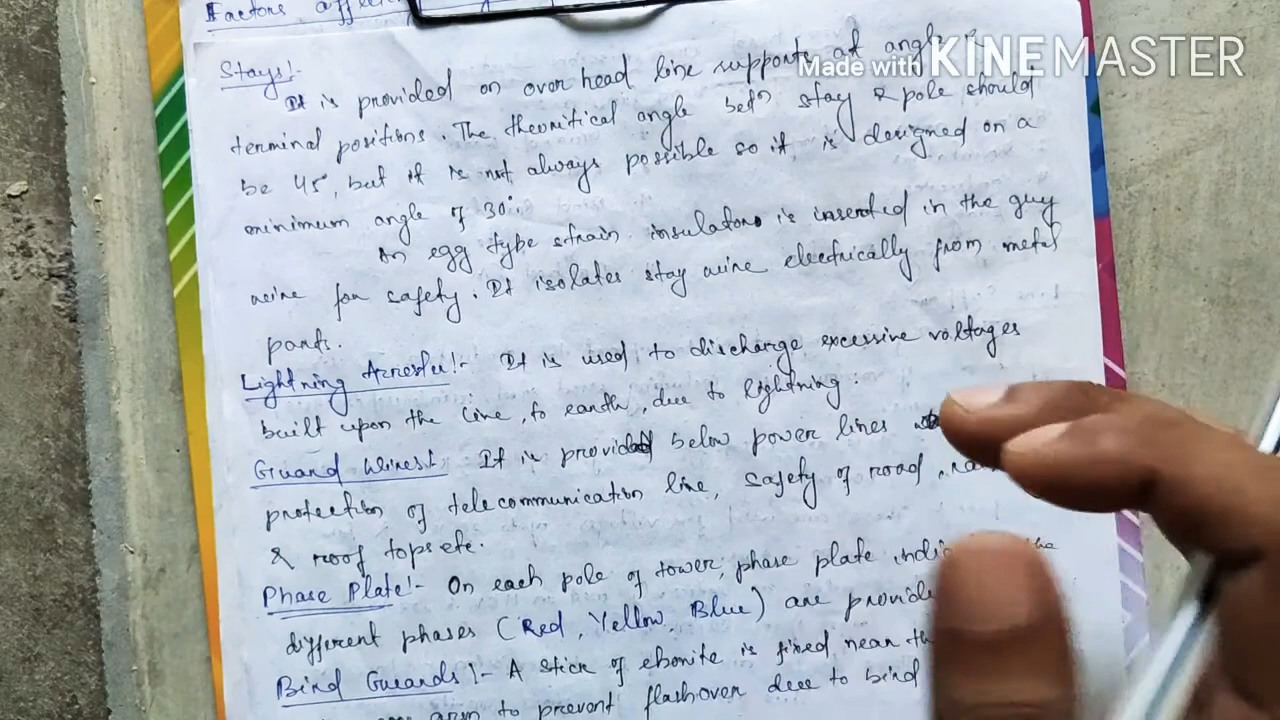 Factors affecting
Made with KINEMASTER
Stays:-
It is provided on over head line supports at angle &
terminal positions. The theoritical angle betn stay & pole should
be 45°, but it is not always possible so it is designed on a
minimum angle of 30°.
An egg type strain insulators is inserted in the guy
wire for safety. It isolates stay wire electrically from metal
parts.
Lightning Arrester:- It is used to discharge excessive voltages
built upon the line, to earth, due to lightning.
Guard Wires:- It is provided below power lines
protection of telecommunication line, safety of road,
& roof tops etc.
Phase Plate:- On each pole of tower, phase plate the
different phases (Red, Yellow, Blue) are
Bird Guards:- A stick of ebonite is fixed near
arm to prevent flashover due to bird